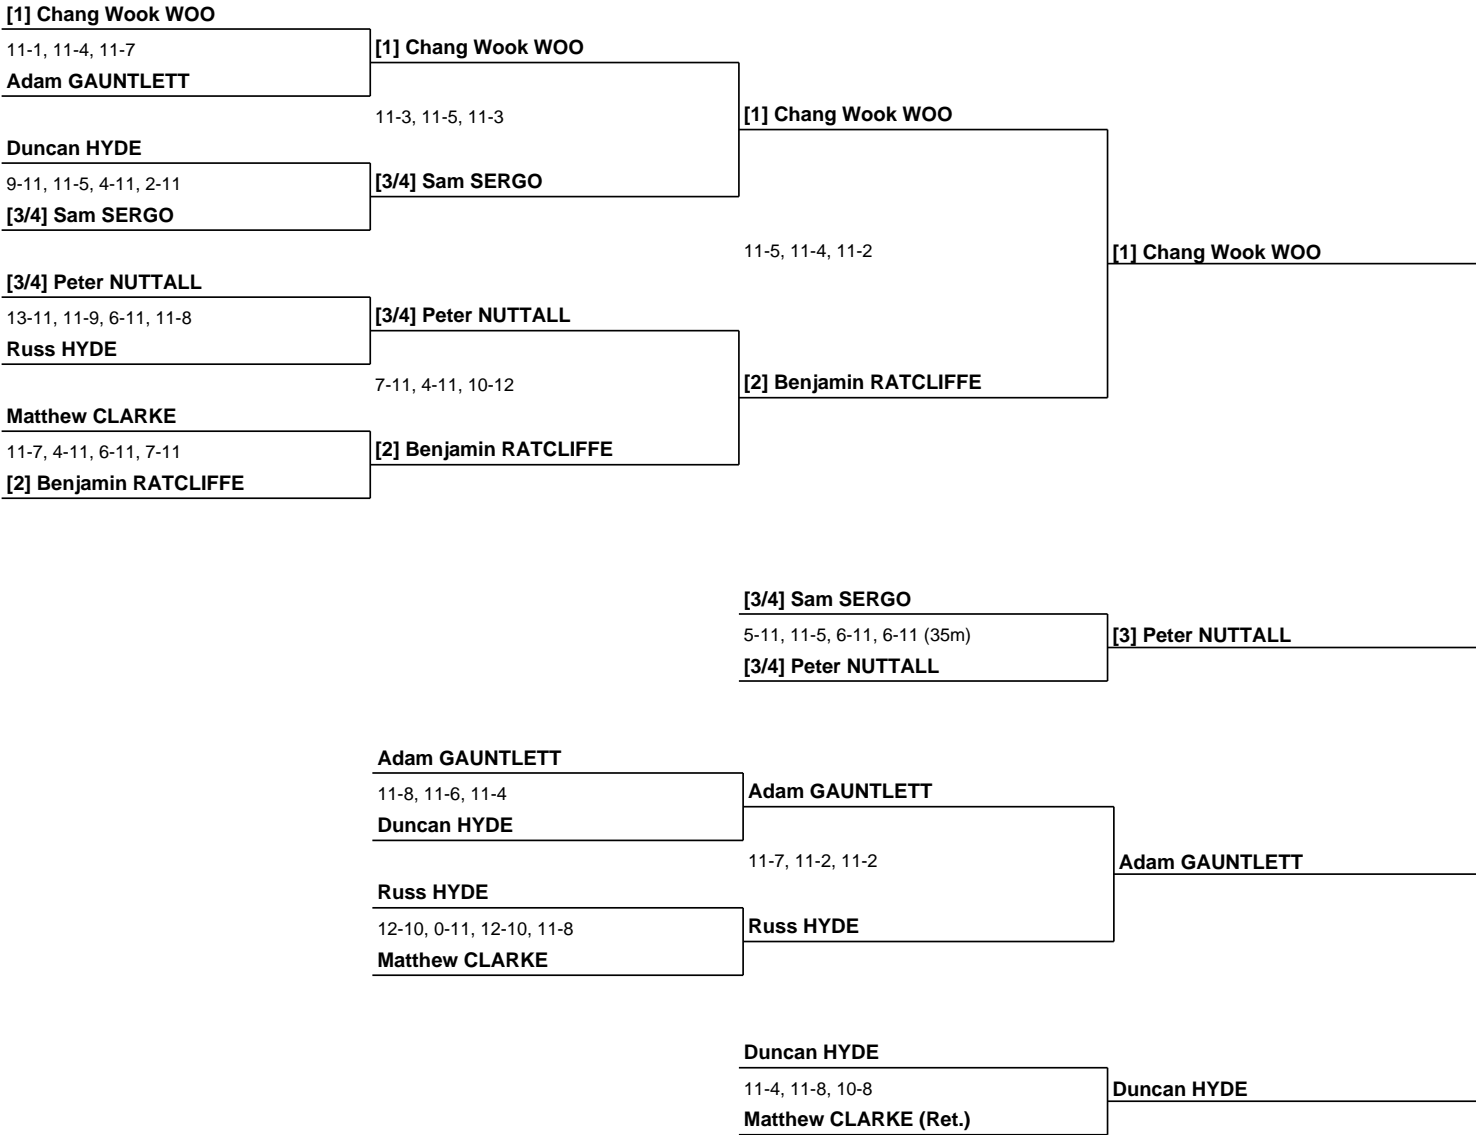 [1] Chang Wook WOO
11-1, 11-4, 11-7
[1] Chang Wook WOO
Adam GAUNTLETT
11-3, 11-5, 11-3
[1] Chang Wook WOO
Duncan HYDE
9-11, 11-5, 4-11, 2-11
[3/4] Sam SERGO
[3/4] Sam SERGO
11-5, 11-4, 11-2
[1] Chang Wook WOO
[3/4] Peter NUTTALL
13-11, 11-9, 6-11, 11-8
[3/4] Peter NUTTALL
Russ HYDE
7-11, 4-11, 10-12
[2] Benjamin RATCLIFFE
Matthew CLARKE
11-7, 4-11, 6-11, 7-11
[2] Benjamin RATCLIFFE
[2] Benjamin RATCLIFFE
[3/4] Sam SERGO
5-11, 11-5, 6-11, 6-11 (35m)
[3] Peter NUTTALL
[3/4] Peter NUTTALL
Adam GAUNTLETT
11-8, 11-6, 11-4
Adam GAUNTLETT
Duncan HYDE
11-7, 11-2, 11-2
Adam GAUNTLETT
Russ HYDE
12-10, 0-11, 12-10, 11-8
Russ HYDE
Matthew CLARKE
Duncan HYDE
11-4, 11-8, 10-8
Duncan HYDE
Matthew CLARKE (Ret.)